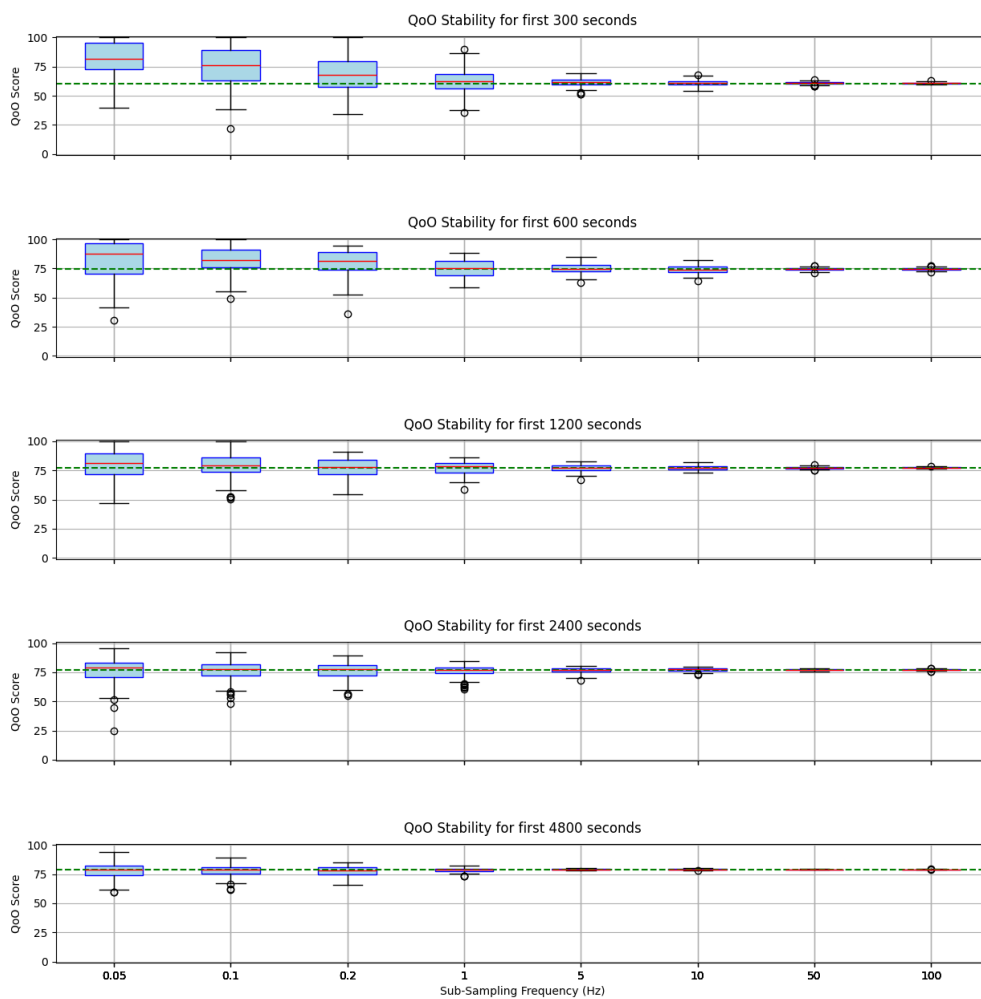 QoO Stability for first 300 seconds
100
75
50
25
0
QoO Score
QoO Stability for first 600 seconds
100
75
50
25
0
QoO Score
QoO Stability for first 1200 seconds
100
75
50
25
0
QoO Score
QoO Stability for first 2400 seconds
100
75
50
25
0
QoO Score
QoO Stability for first 4800 seconds
100
75
50
25
0
QoO Score
0.05 0.1 0.2 1 5 10 50 100
Sub-Sampling Frequency (Hz)